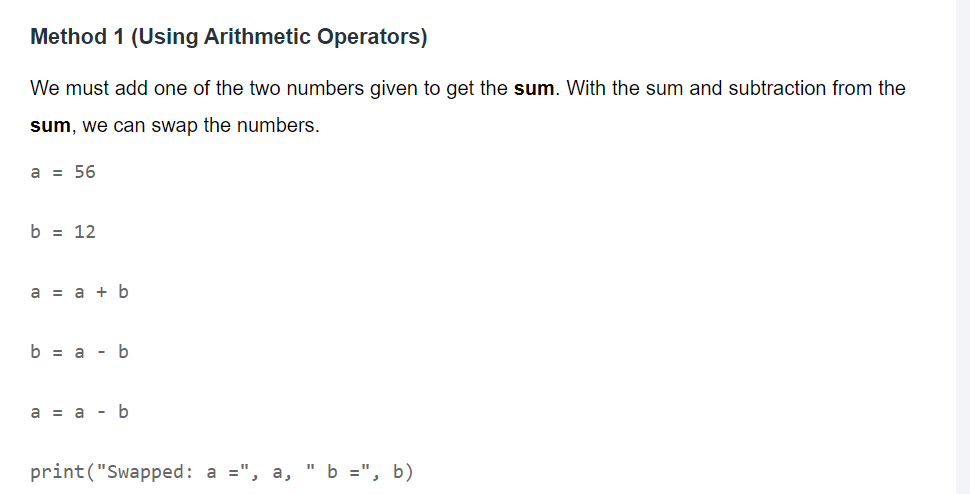 Method 1 (Using Arithmetic Operators)
We must add one of the two numbers given to get the sum. With the sum and subtraction from the
sum, we can swap the numbers.
a = 56
b = 12
a = a + b
b = a - b
a = a - b
print("Swapped: a =", a, " b =", b)